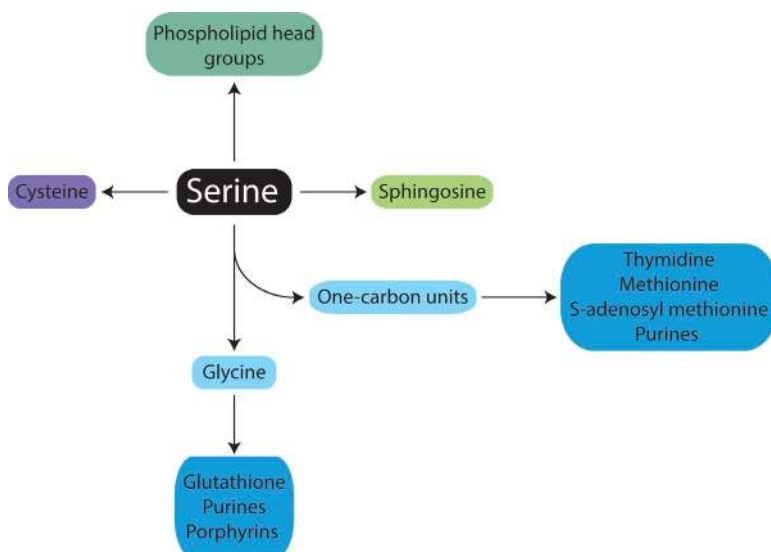 Phospholipid head
groups
Cysteine
Serine
Sphingosine
One-carbon units
Thymidine
Methionine
S-adenosyl methionine
Purines
Glycine
Glutathione
Purines
Porphyrins